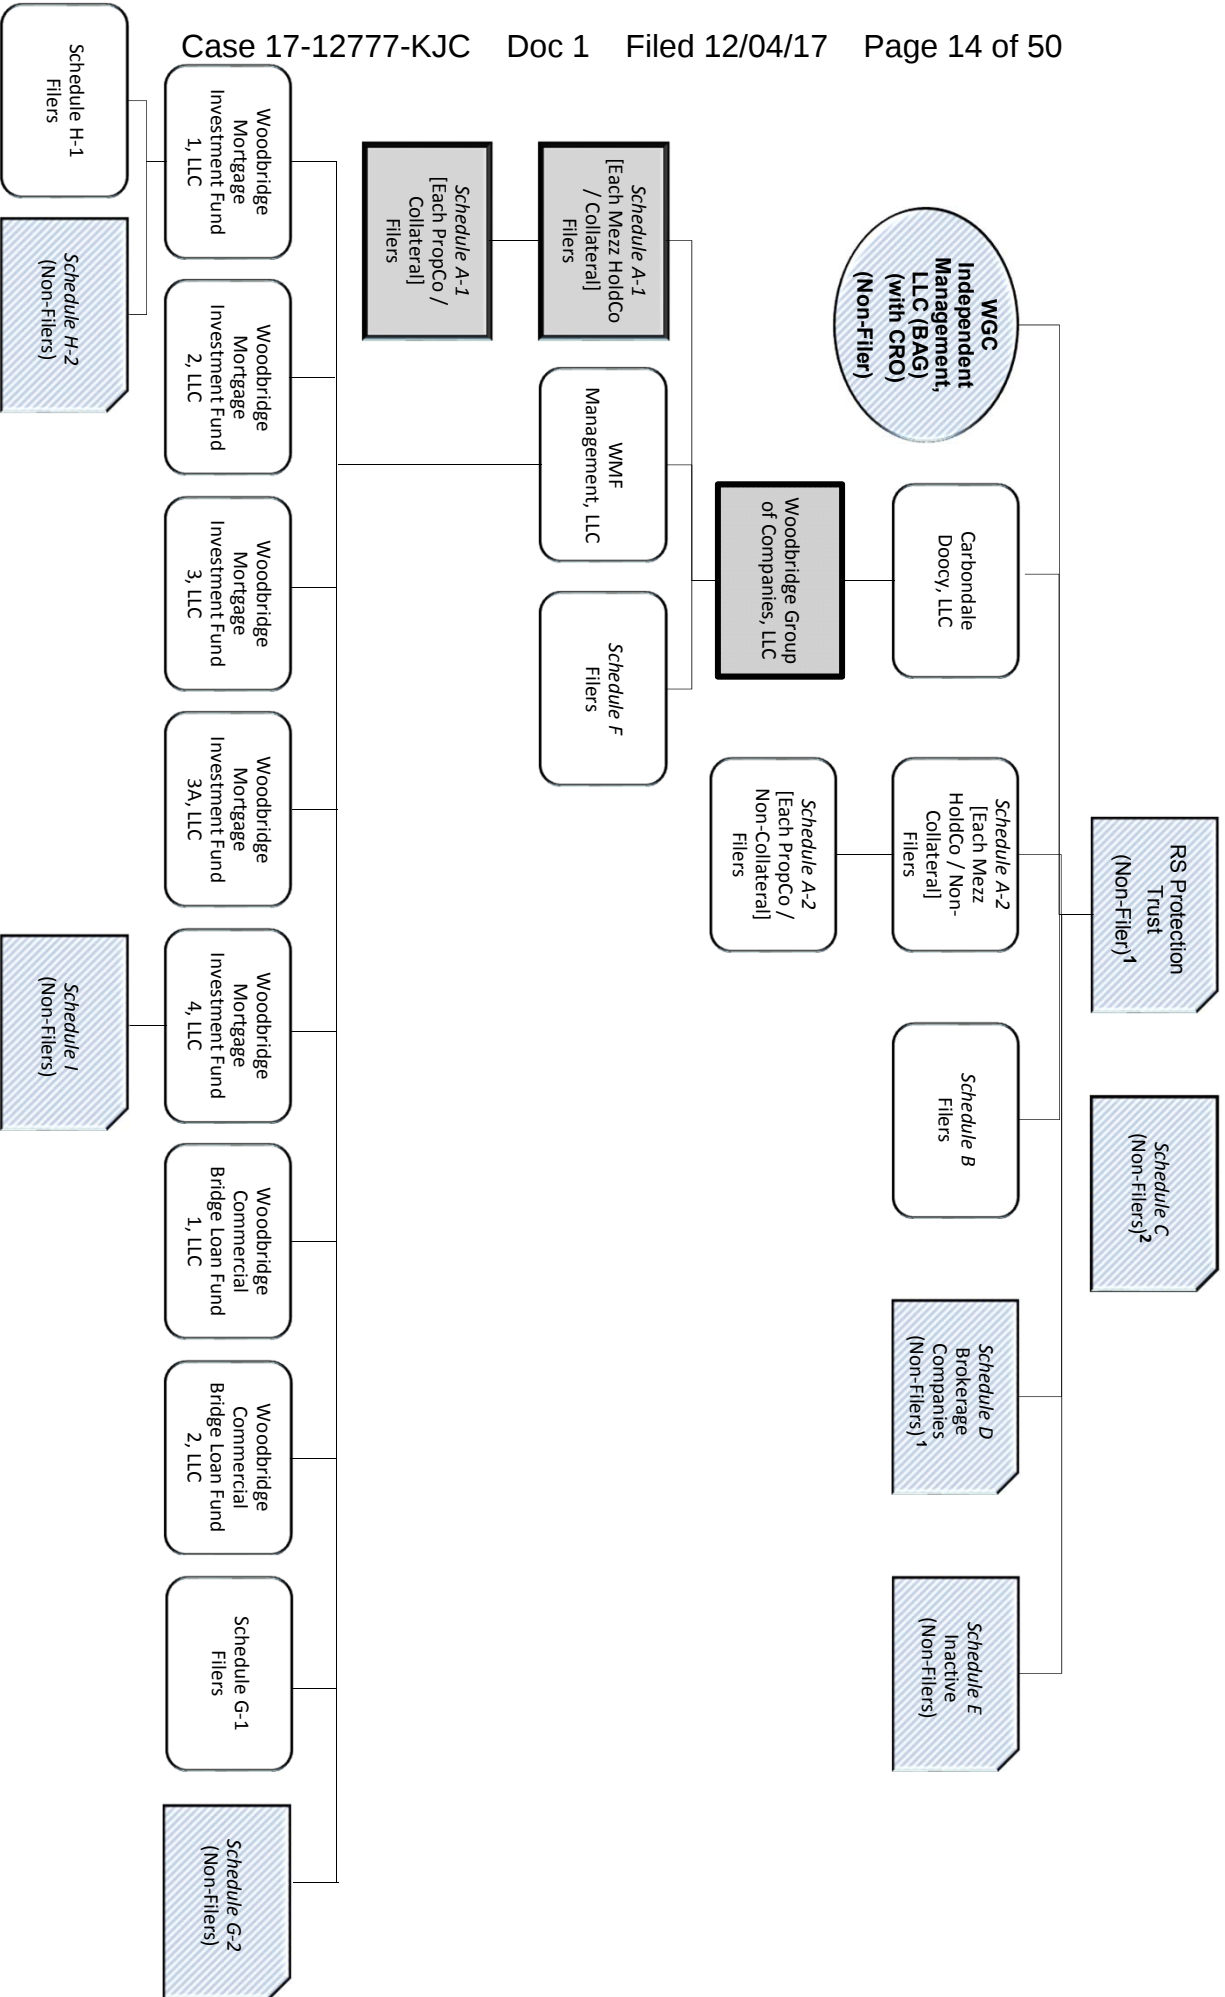 Case 17-12777-KJC Doc 1 Filed 12/04/17 Page 14 of 50
RS Protection
Trust
(Non-Filer)1
Schedule C
(Non-Filers)2
WGC
Independent
Management,
LLC (BAG)
(with CRO)
(Non-Filer)
Carbondale
Doocy, LLC
Schedule A-2
[Each Mezz
HoldCo / Non-
Collateral]
Filers
Schedule B
Filers
Schedule D
Brokerage
Companies
(Non-Filers) 1
Schedule E
Inactive
(Non-Filers)
Woodbridge Group
of Companies, LLC
Schedule A-2
[Each PropCo /
Non-Collateral]
Filers
Schedule A-1
[Each Mezz HoldCo
/ Collateral]
Filers
WMF
Management, LLC
Schedule F
Filers
Schedule A-1
[Each PropCo /
Collateral]
Filers
Woodbridge
Mortgage
Investment Fund
1, LLC
Woodbridge
Mortgage
Investment Fund
2, LLC
Woodbridge
Mortgage
Investment Fund
3, LLC
Woodbridge
Mortgage
Investment Fund
3A, LLC
Woodbridge
Mortgage
Investment Fund
4, LLC
Woodbridge
Commercial
Bridge Loan Fund
1, LLC
Woodbridge
Commercial
Bridge Loan Fund
2, LLC
Schedule G-1
Filers
Schedule G-2
(Non-Filers)
Schedule H-1
Filers
Schedule H-2
(Non-Filers)
Schedule I
(Non-Filers)